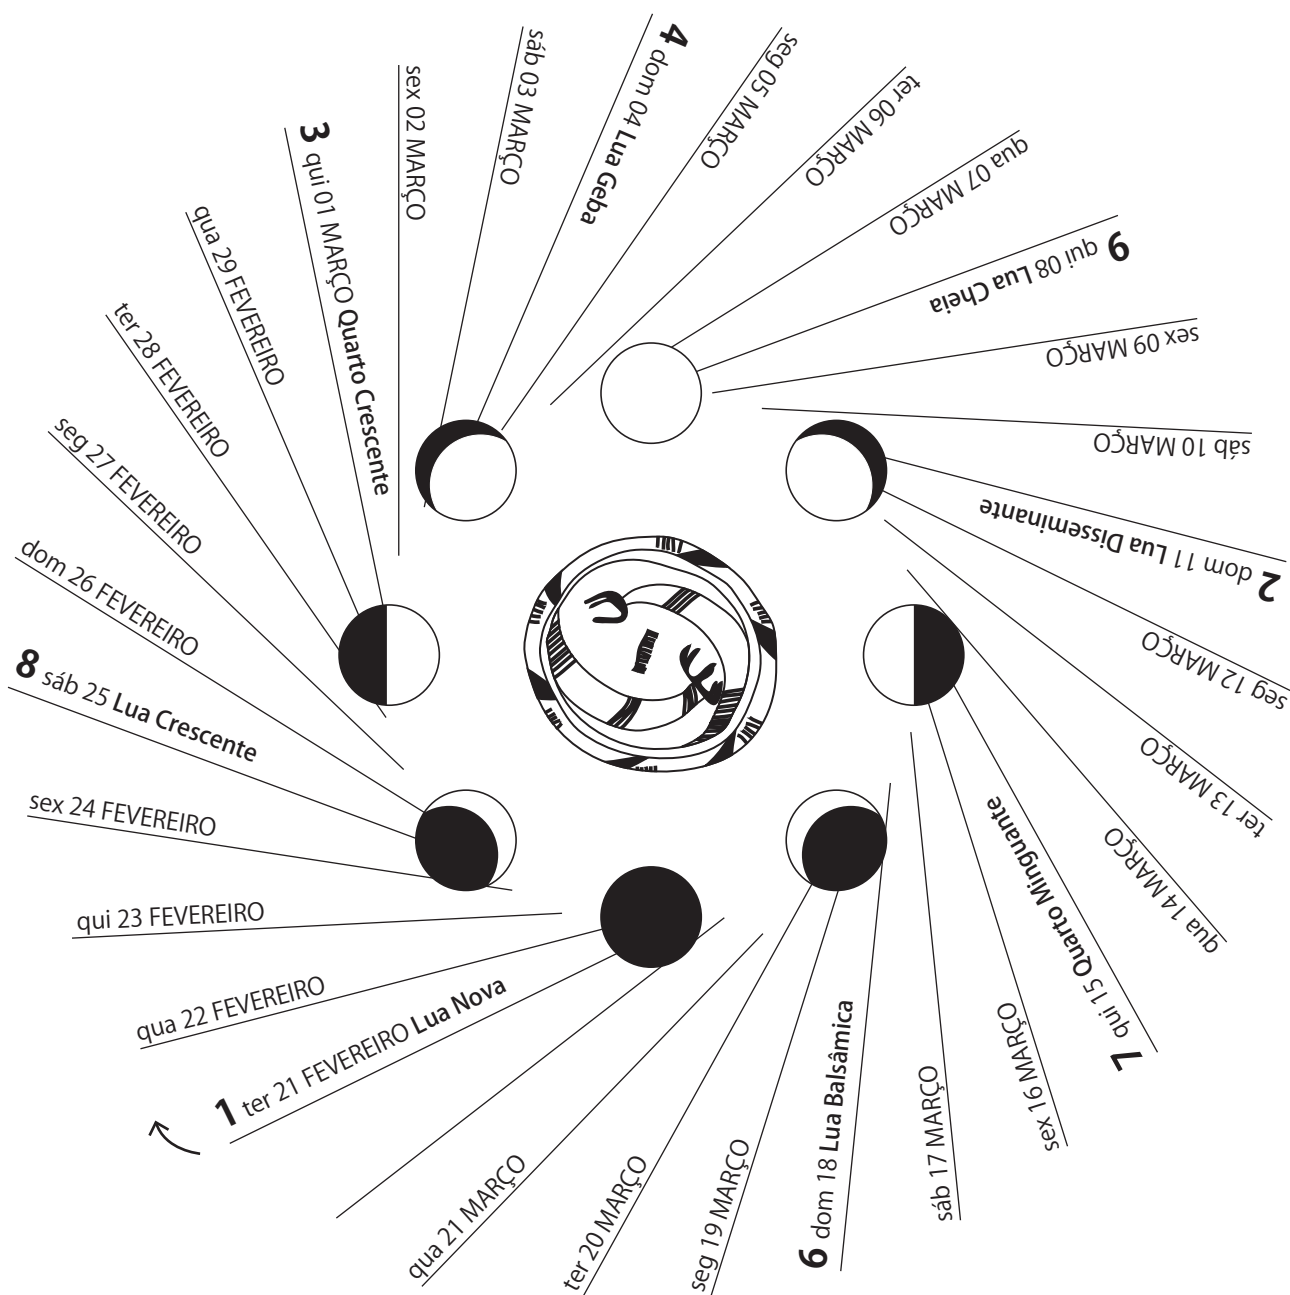 1 ter 21 FEVEREIRO Lua Nova
qua 22 FEVEREIRO
qui 23 FEVEREIRO
sex 24 FEVEREIRO
8 sáb 25 Lua Crescente
dom 26 FEVEREIRO
seg 27 FEVEREIRO
ter 28 FEVEREIRO
qua 29 FEVEREIRO
3 qui 01 MARÇO Quarto Crescente
sex 02 MARÇO
sáb 03 MARÇO
4 dom 04 Lua Geba
seg 05 MARÇO
ter 06 MARÇO
qua 07 MARÇO
9 qui 08 Lua Cheia
sex 09 MARÇO
sáb 10 MARÇO
2 dom 11 Lua Disseminante
seg 12 MARÇO
ter 13 MARÇO
qua 14 MARÇO
7 qui 15 Quarto Minguante
sex 16 MARÇO
sáb 17 MARÇO
6 dom 18 Lua Balsâmica
seg 19 MARÇO
ter 20 MARÇO
qua 21 MARÇO